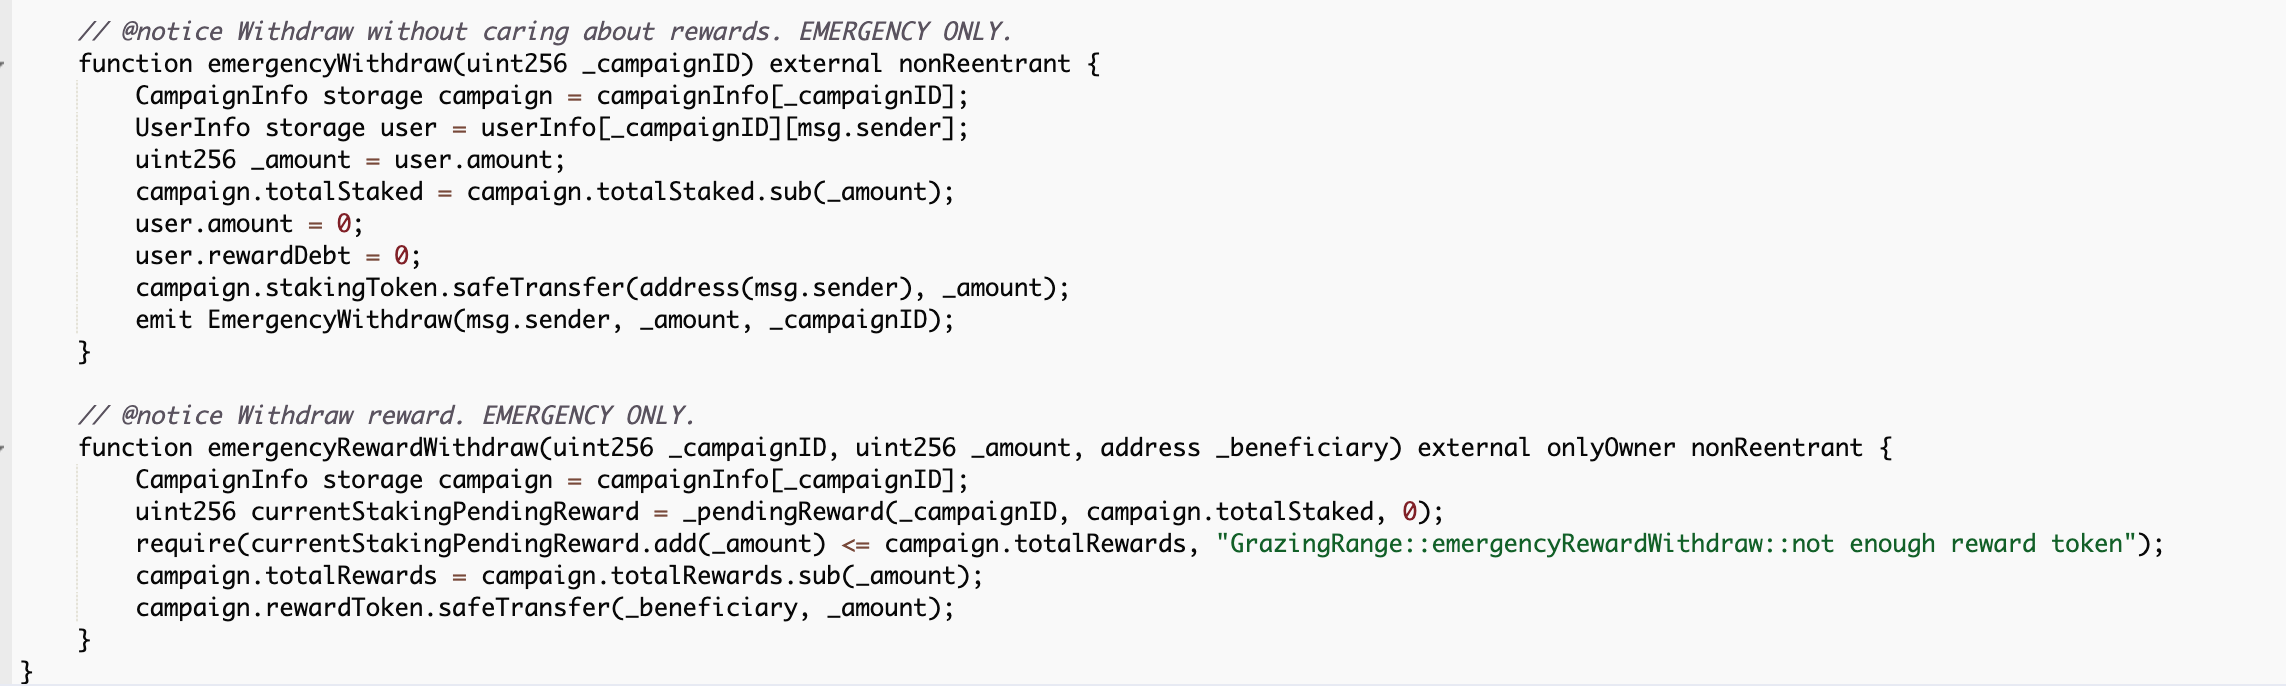 // @notice Withdraw without caring about rewards. EMERGENCY ONLY.
function emergencyWithdraw(uint256 _campaignID) external nonReentrant {
CampaignInfo storage campaign = campaignInfo[_campaignID];
UserInfo storage user = userInfo[_campaignID][msg.sender];
uint256 _amount = user.amount;
campaign.totalStaked = campaign.totalStaked.sub(_amount);
user.amount = 0;
user.rewardDebt = 0;
campaign.stakingToken.safeTransfer(address(msg.sender), _amount);
emit EmergencyWithdraw(msg.sender, _amount, _campaignID);
}
// @notice Withdraw reward. EMERGENCY ONLY.
function emergencyRewardWithdraw(uint256 _campaignID, uint256 _amount, address _beneficiary) external onlyOwner nonReentrant {
CampaignInfo storage campaign = campaignInfo[_campaignID];
uint256 currentStakingPendingReward = _pendingReward(_campaignID, campaign.totalStaked, 0);
require(currentStakingPendingReward.add(_amount) <= campaign.totalRewards, "GrazingRange::emergencyRewardWithdraw::not enough reward token");
campaign.totalRewards = campaign.totalRewards.sub(_amount);
campaign.rewardToken.safeTransfer(_beneficiary, _amount);
}
}